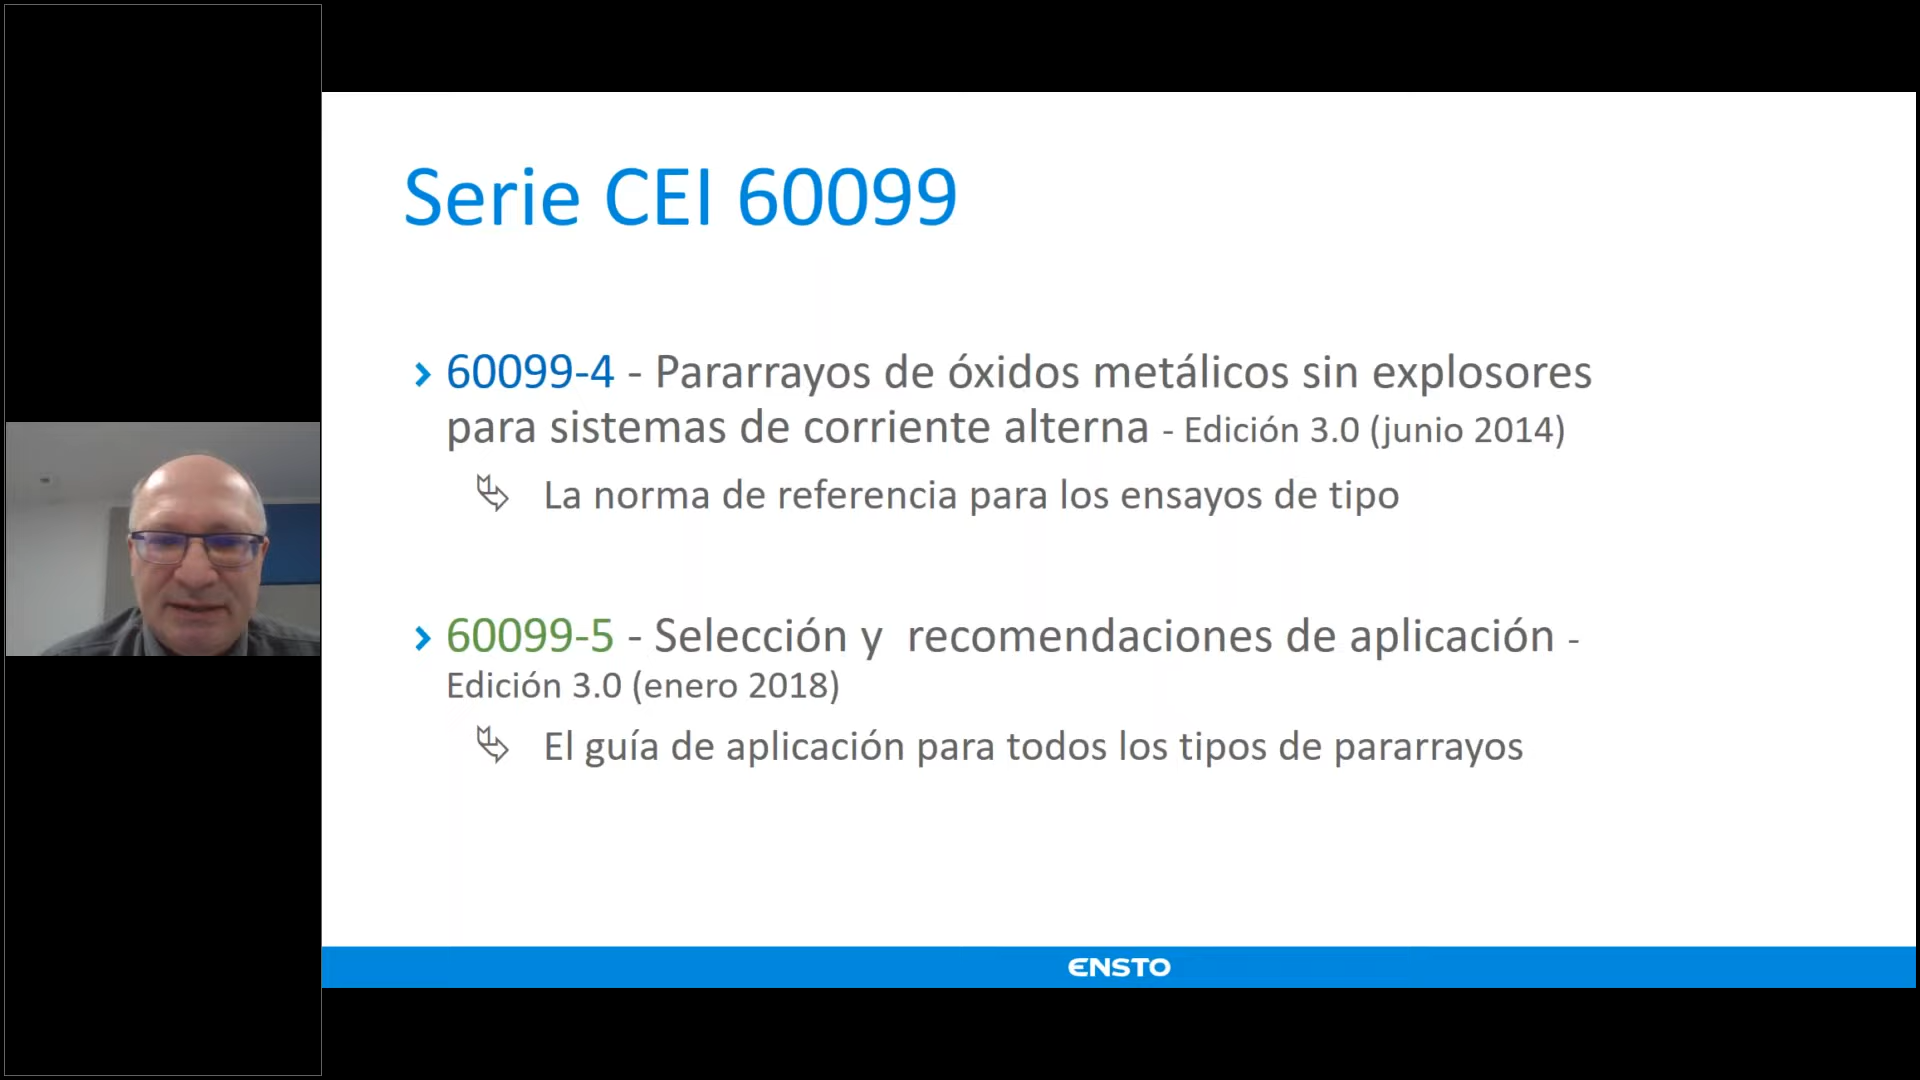 Serie CEI 60099
60099-4 - Pararrayos de óxidos metálicos sin explosores
para sistemas de corriente alterna - Edición 3.0 (junio 2014)
La norma de referencia para los ensayos de tipo
60099-5 - Selección y  recomendaciones de aplicación -
Edición 3.0 (enero 2018)
El guía de aplicación para todos los tipos de pararrayos
ENSTO